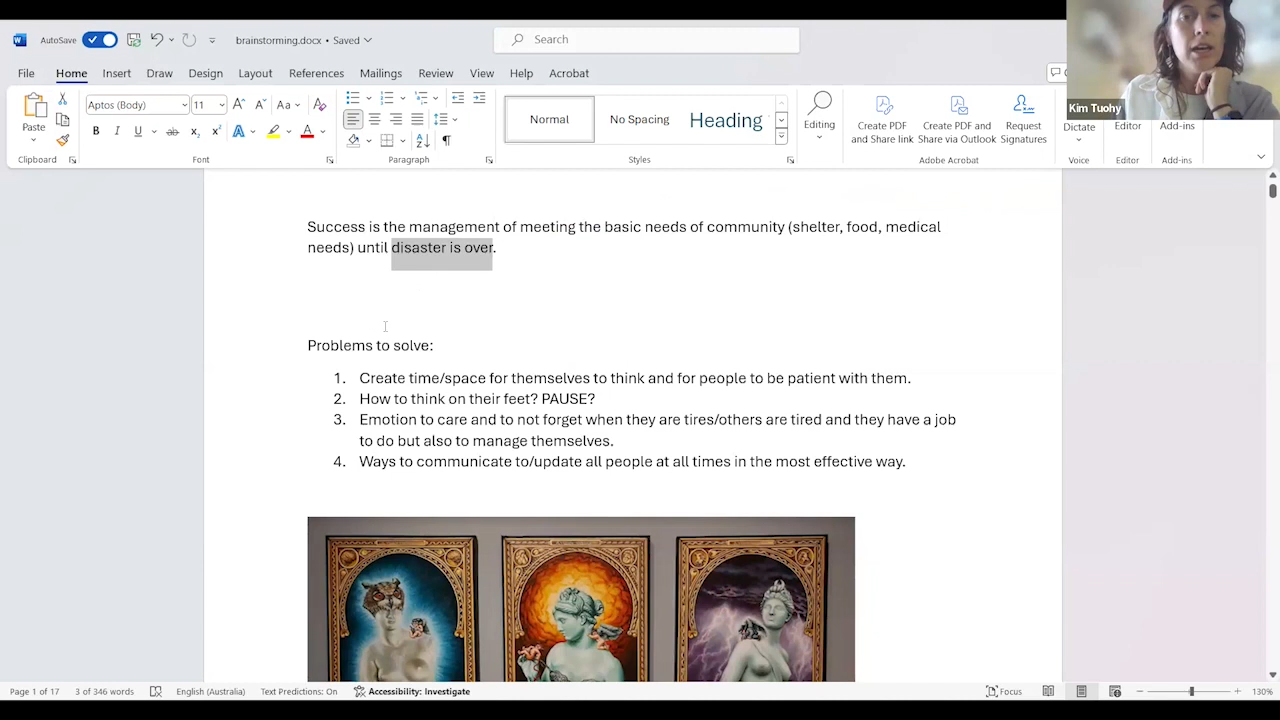 AutoSave
brainstorming.docx • Saved
Search
File Home Insert Draw Design Layout References Mailings Review View Help Acrobat
Kim Tuohy
Paste
Aptos (Body) 11
Aa
B I U ab x₂ x² A A
Normal
No Spacing
Heading
Editing
Create PDF and Share link
Create PDF and Share via Outlook
Request Signatures
Dictate
Editor
Add-ins
Clipboard Font Paragraph Styles Adobe Acrobat Voice Editor Add-ins
Success is the management of meeting the basic needs of community (shelter, food, medical
needs) until disaster is over.
Problems to solve:
1. Create time/space for themselves to think and for people to be patient with them.
2. How to think on their feet? PAUSE?
3. Emotion to care and to not forget when they are tires/others are tired and they have a job
to do but also to manage themselves.
4. Ways to communicate to/update all people at all times in the most effective way.
Page 1 of 17 3 of 346 words English (Australia) Text Predictions: On Accessibility: Investigate Focus 130%